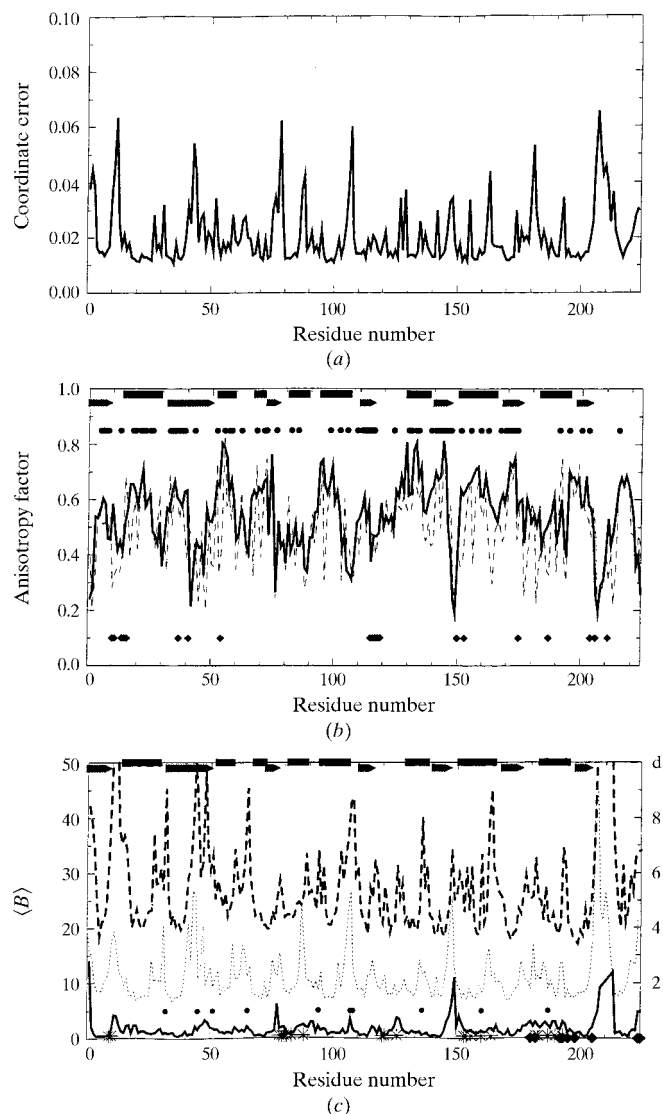 0.10
0.08
0.06
0.04
0.02
0.00
Coordinate error
0 50 100 150 200
Residue number
(a)
1.0
0.8
0.6
0.4
0.2
0.0
Anisotropy factor
0 50 100 150 200
Residue number
(b)
50
40
30
20
10
0
⟨B⟩
d
8
6
4
2
0 50 100 150 200
Residue number
(c)